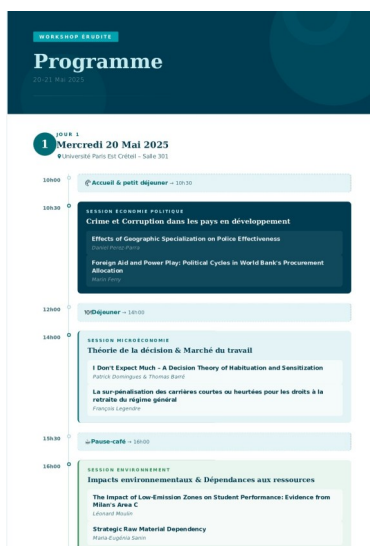 WORKSHOP ÉRUDITE
Programme
20-21 Mai 2025
JOUR 1
1
Mercredi 20 Mai 2025
Université Paris Est Créteil – Salle 301
10h00
Accueil & petit déjeuner → 10h30
10h30
SESSION ÉCONOMIE POLITIQUE
Crime et Corruption dans les pays en développement
Effects of Geographic Specialization on Police Effectiveness
Daniel Perez-Parra
Foreign Aid and Power Play: Political Cycles in World Bank's Procurement
Allocation
Marin Ferry
12h00
Déjeuner → 14h00
14h00
SESSION MICROÉCONOMIE
Théorie de la décision & Marché du travail
I Don't Expect Much – A Decision Theory of Habituation and Sensitization
Patrick Domingues & Thomas Barré
La sur-pénalisation des carrières courtes ou heurtées pour les droits à la
retraite du régime général
François Legendre
15h30
Pause-café → 16h00
16h00
SESSION ENVIRONNEMENT
Impacts environnementaux & Dépendances aux ressources
The Impact of Low-Emission Zones on Student Performance: Evidence from
Milan's Area C
Léonard Moulin
Strategic Raw Material Dependency
Maria-Eugénia Sanin